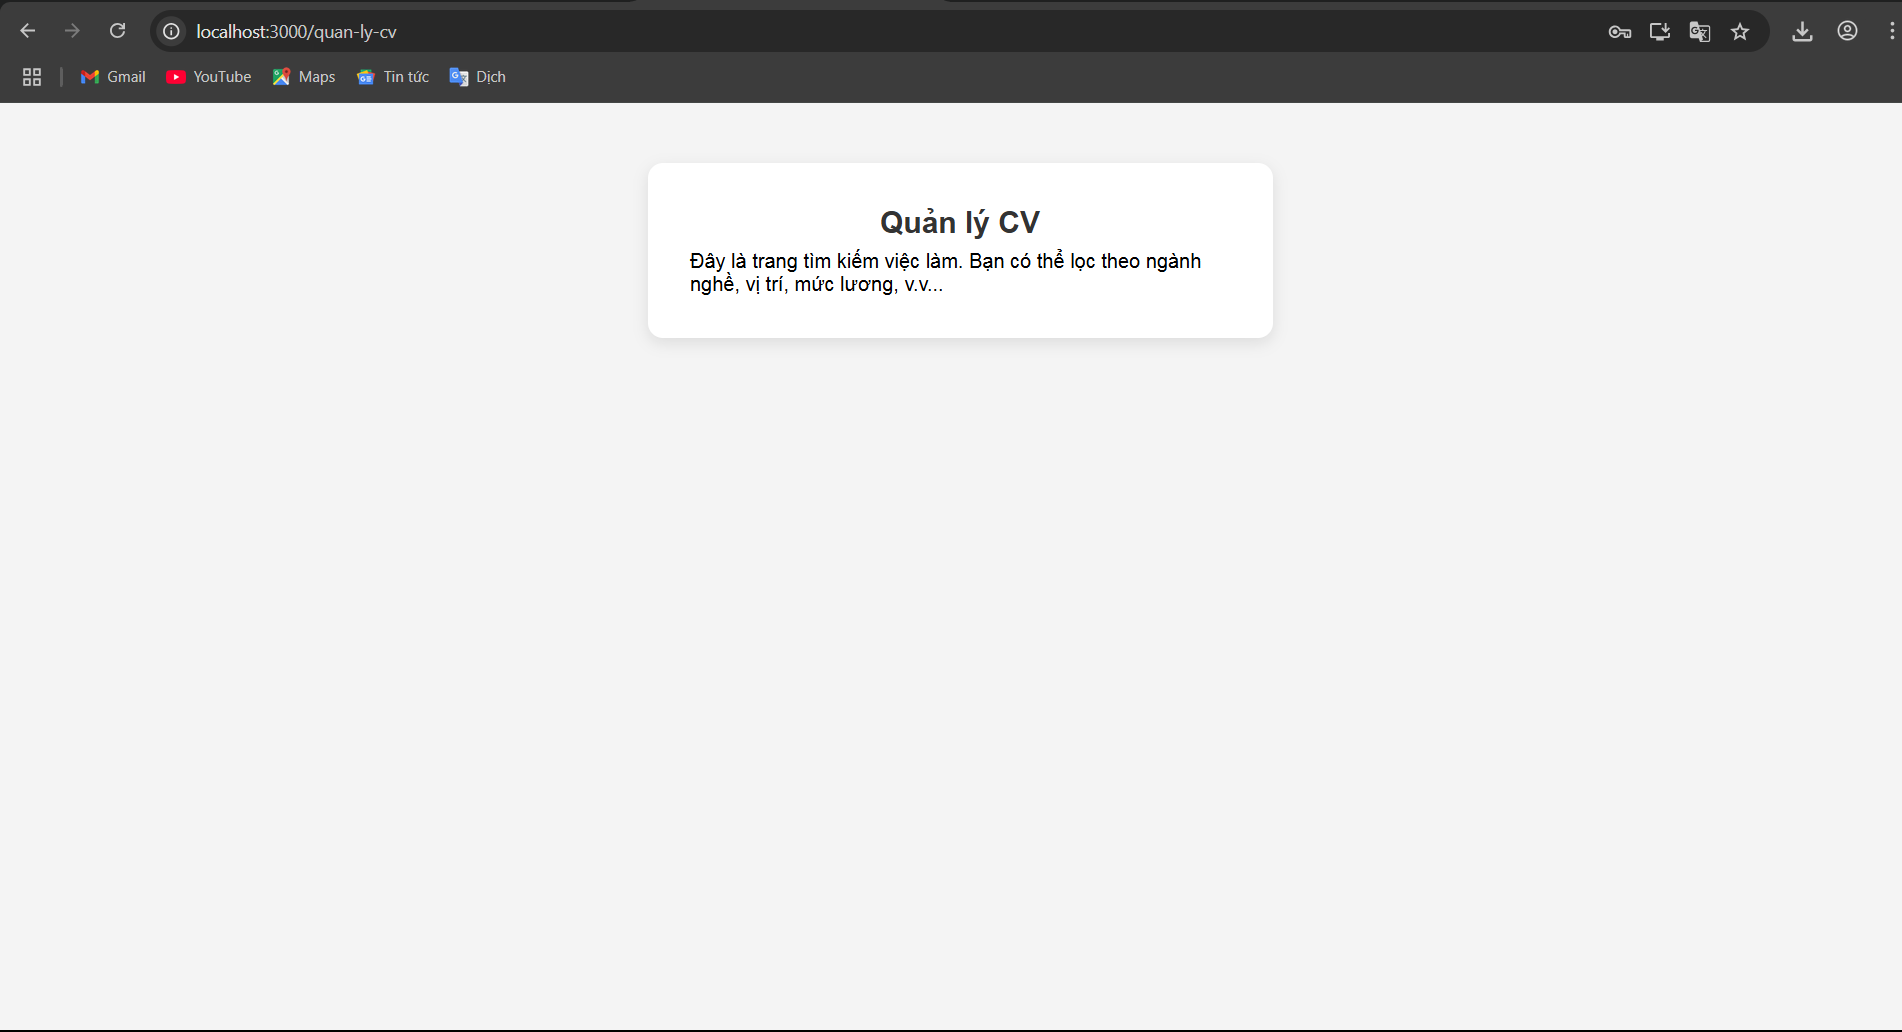 localhost:3000/quan-ly-cv
Gmail YouTube Maps Tin tức Dịch
Quản lý CV
Đây là trang tìm kiếm việc làm. Bạn có thể lọc theo ngành
nghề, vị trí, mức lương, v.v...